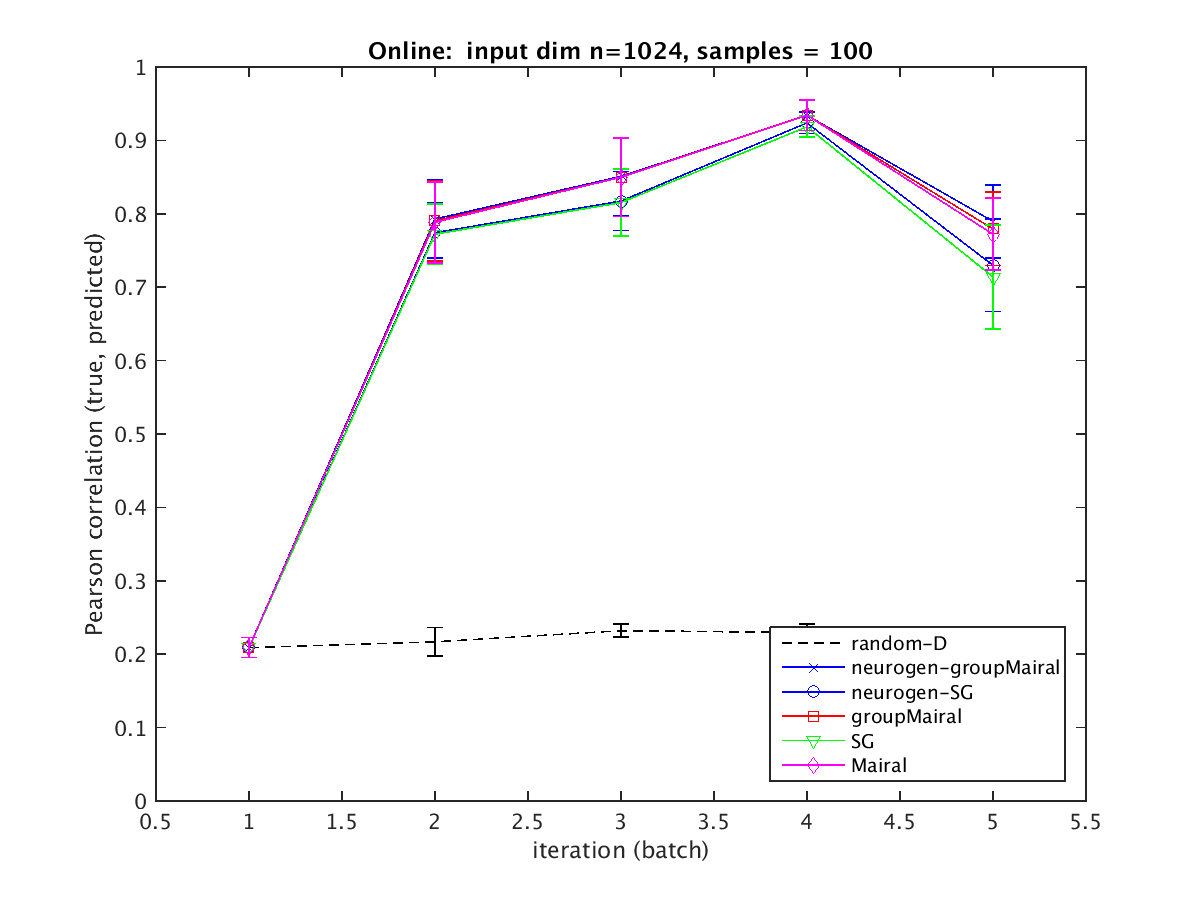 Online:  input dim n=1024, samples = 100
Pearson correlation (true, predicted)
1
0.9
0.8
0.7
0.6
0.5
0.4
0.3
0.2
0.1
0
random-D
neurogen-groupMairal
neurogen-SG
groupMairal
SG
Mairal
0.5 1 1.5 2 2.5 3 3.5 4 4.5 5 5.5
iteration (batch)